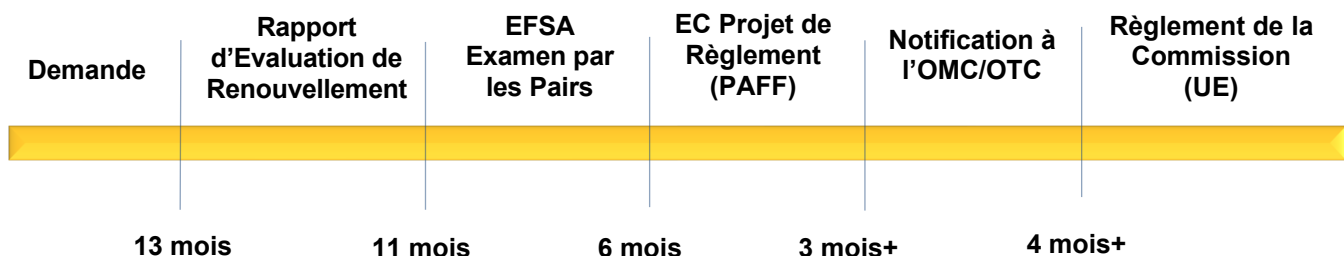 Demande
Rapport
d’Evaluation de
Renouvellement
EFSA
Examen par
les Pairs
EC Projet de
Règlement
(PAFF)
Notification à
l’OMC/OTC
Règlement de la
Commission
(UE)
13 mois
11 mois
6 mois
3 mois+
4 mois+